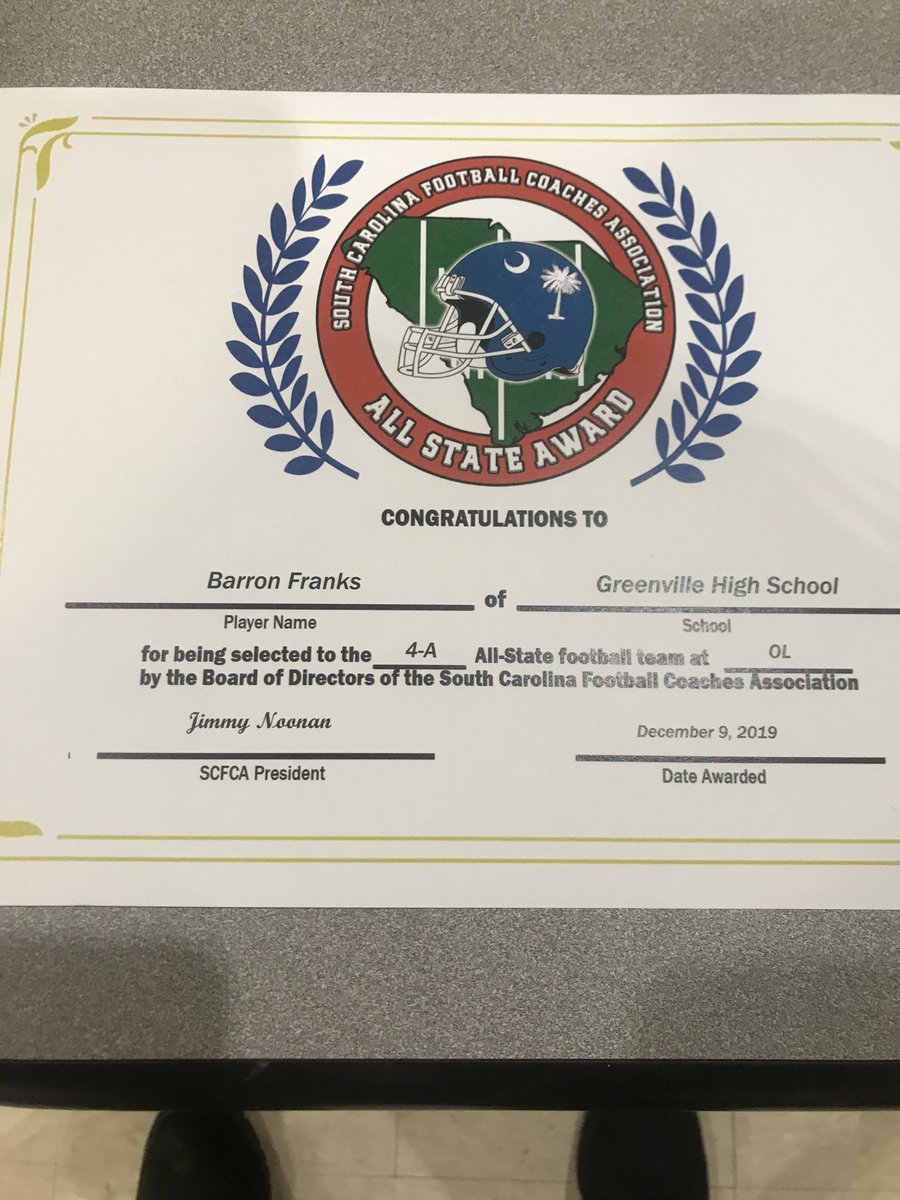 SOUTH CAROLINA FOOTBALL COACHES ASSOCIATION
ALL STATE AWARD
CONGRATULATIONS TO
Barron Franks of Greenville High School
Player Name School
for being selected to the 4-A All-State football team at OL
by the Board of Directors of the South Carolina Football Coaches Association
Jimmy Noonan December 9, 2019
SCFCA President Date Awarded